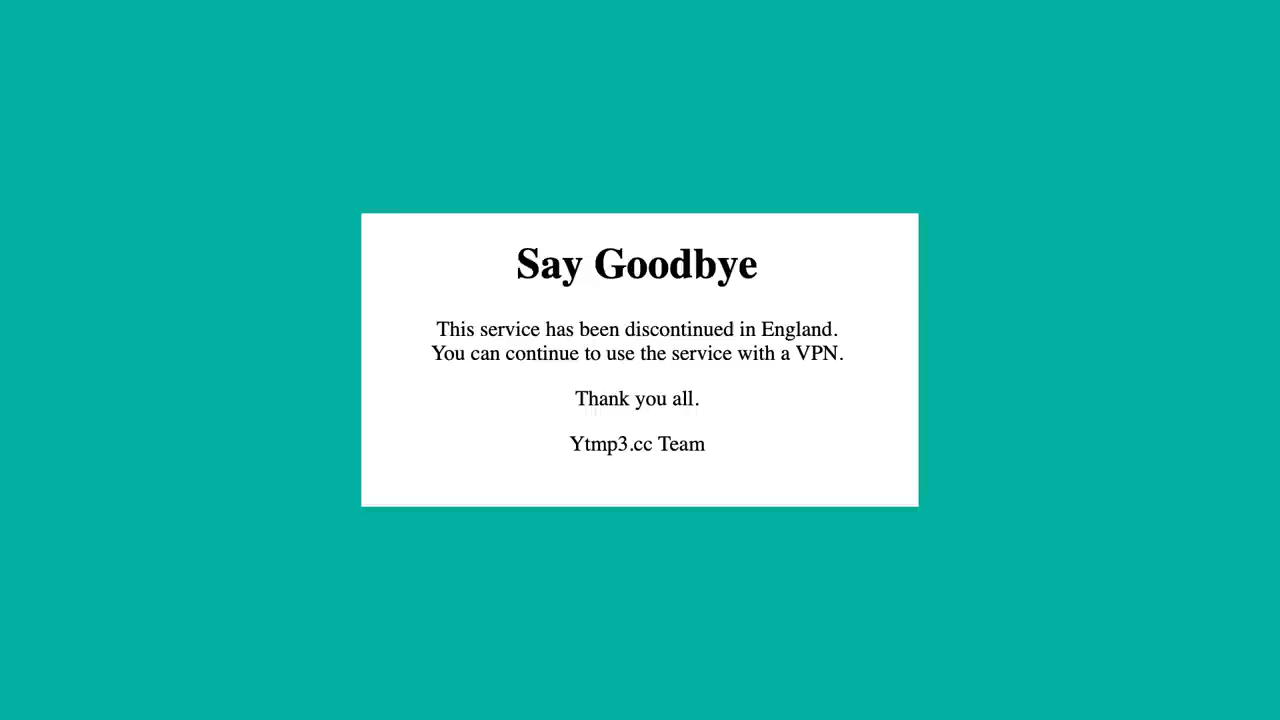 Say Goodbye
This service has been discontinued in England.
You can continue to use the service with a VPN.
Thank you all.
Ytmp3.cc Team